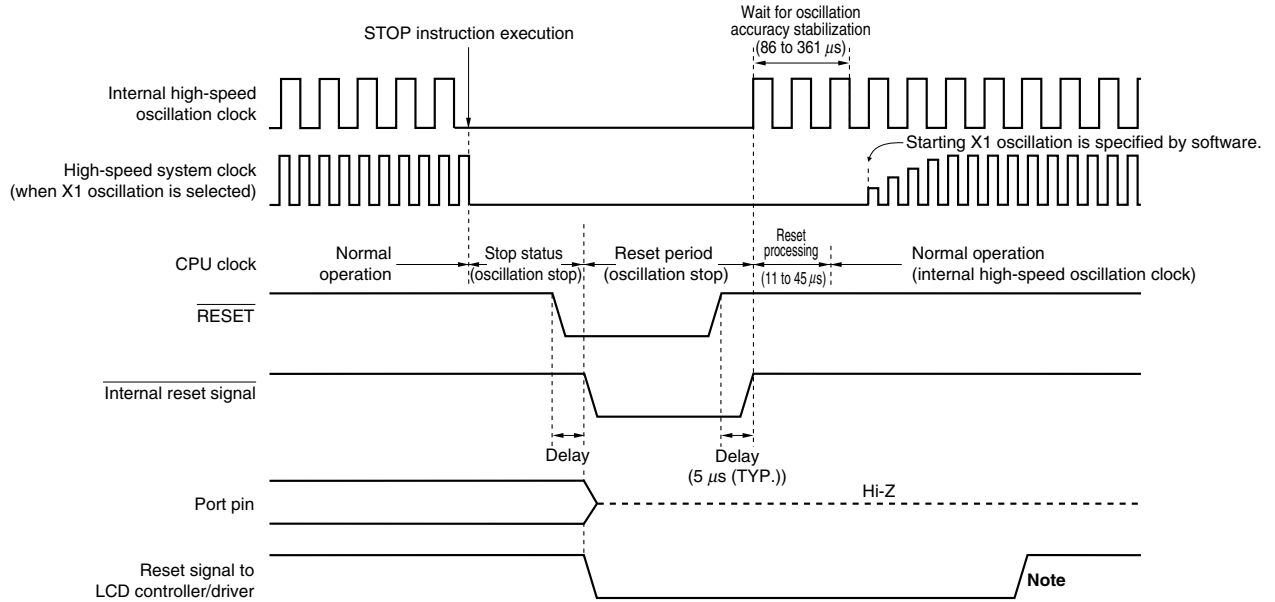 Wait for oscillation
accuracy stabilization
(86 to 361 μs)
STOP instruction execution
Internal high-speed
oscillation clock
Starting X1 oscillation is specified by software.
High-speed system clock
(when X1 oscillation is selected)
CPU clock
Normal
operation
Stop status
(oscillation stop)
Reset period
(oscillation stop)
Reset
processing
(11 to 45 μs)
Normal operation
(internal high-speed oscillation clock)
RESET
Internal reset signal
Delay
Delay
(5 μs (TYP.))
Port pin
Hi-Z
Reset signal to
LCD controller/driver
Note